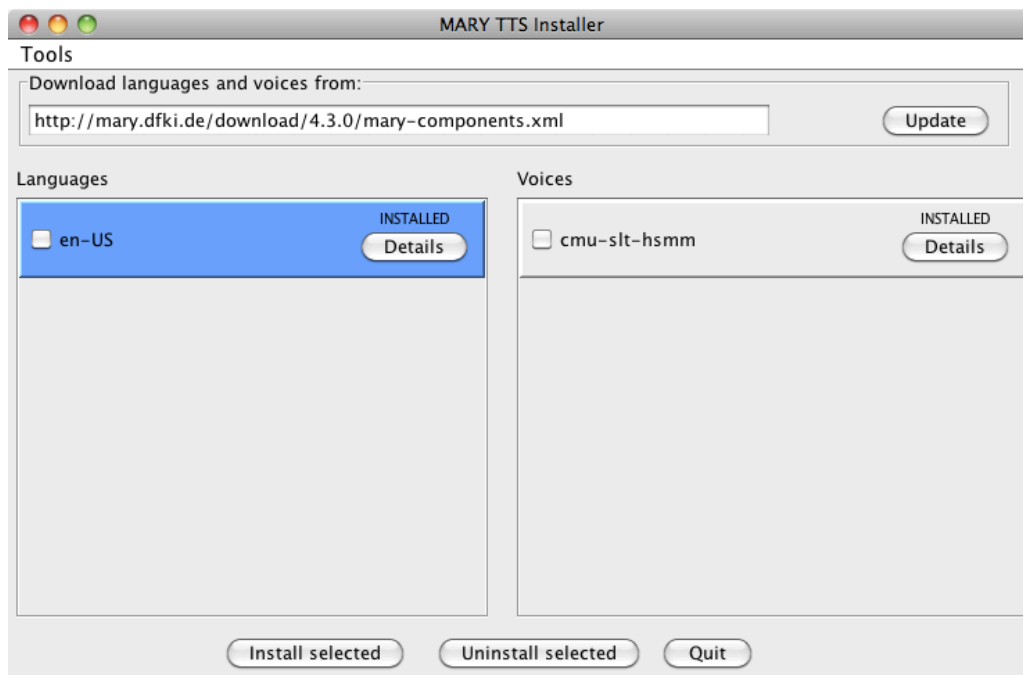 MARY TTS Installer
Tools
Download languages and voices from:
http://mary.dfki.de/download/4.3.0/mary-components.xml
Update
Languages
Voices
INSTALLED
en-US
Details
INSTALLED
cmu-slt-hsmm
Details
Install selected
Uninstall selected
Quit